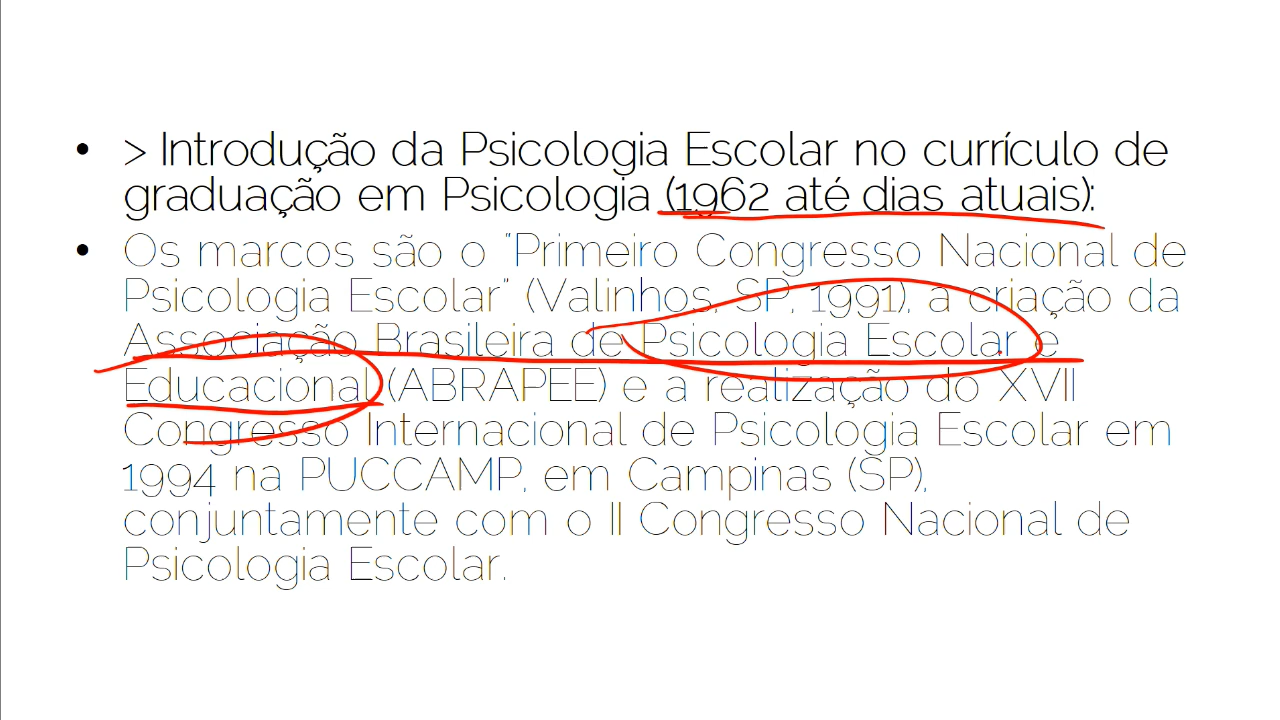 • > Introdução da Psicologia Escolar no currículo de
graduação em Psicologia (1962 até dias atuais):
• Os marcos são o "Primeiro Congresso Nacional de
Psicologia Escolar" (Valinhos, SP, 1991), a criação da
Associação Brasileira de Psicologia Escolar e
Educacional (ABRAPEE) e a realização do XVII
Congresso Internacional de Psicologia Escolar em
1994 na PUCCAMP, em Campinas (SP),
conjuntamente com o II Congresso Nacional de
Psicologia Escolar.